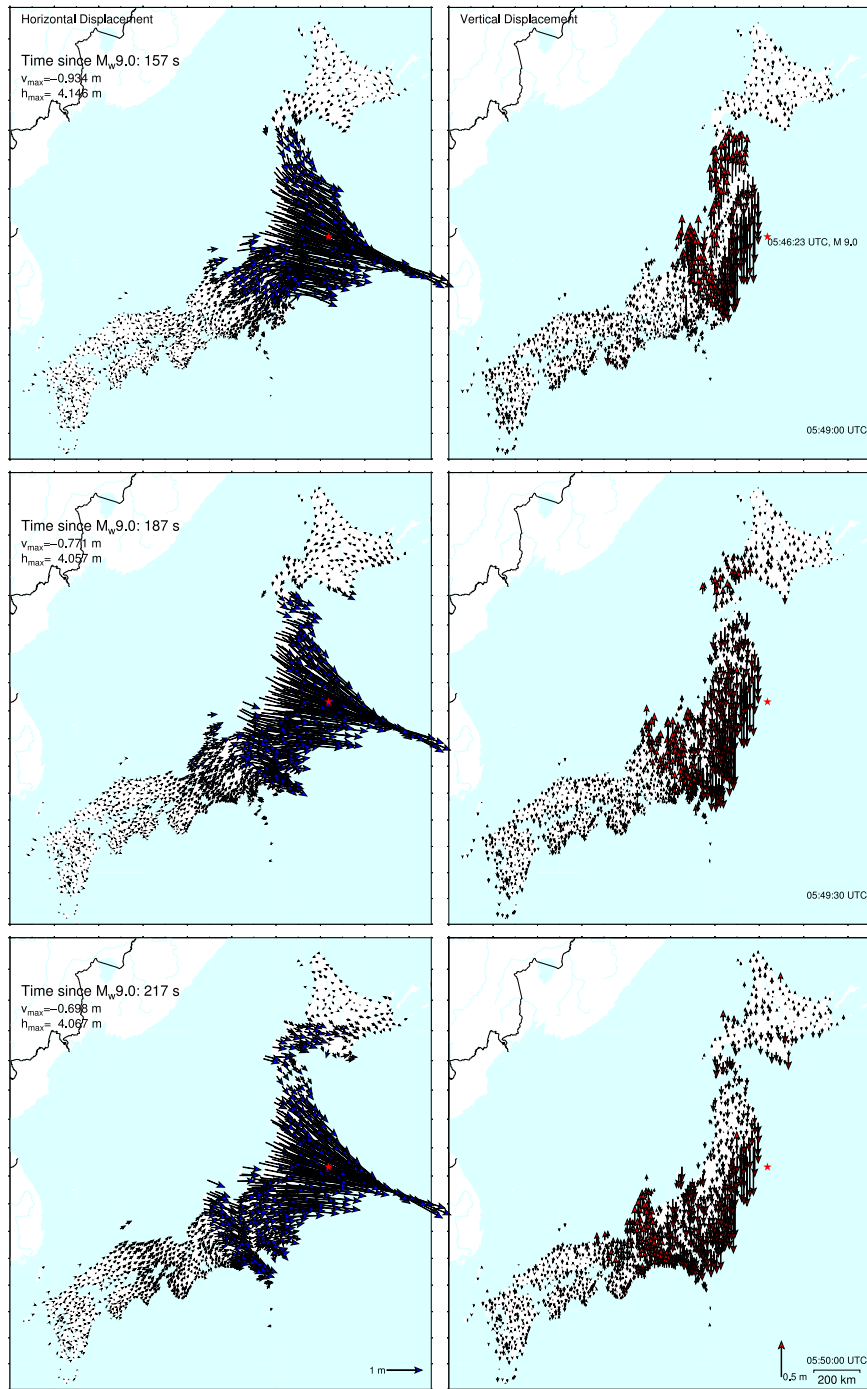 Horizontal Displacement
Vertical Displacement
Time since Mw9.0: 157 s
vmax=−0.934 m
hmax= 4.146 m
05:46:23 UTC, M 9.0
05:49:00 UTC
Time since Mw9.0: 187 s
vmax=−0.771 m
hmax= 4.057 m
05:49:30 UTC
Time since Mw9.0: 217 s
vmax=−0.698 m
hmax= 4.067 m
1 m
05:50:00 UTC
0.5 m
200 km